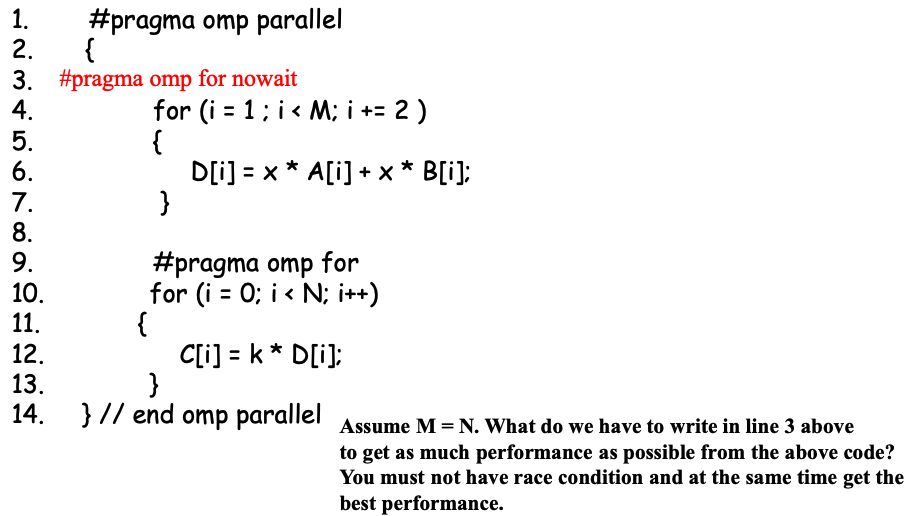 1. #pragma omp parallel
2. {
3. #pragma omp for nowait
4. for (i = 1 ; i < M; i += 2 )
5. {
6. D[i] = x * A[i] + x * B[i];
7. }
8.
9. #pragma omp for
10. for (i = 0; i < N; i++)
11. {
12. C[i] = k * D[i];
13. }
14. } // end omp parallel
Assume M = N. What do we have to write in line 3 above
to get as much performance as possible from the above code?
You must not have race condition and at the same time get the
best performance.